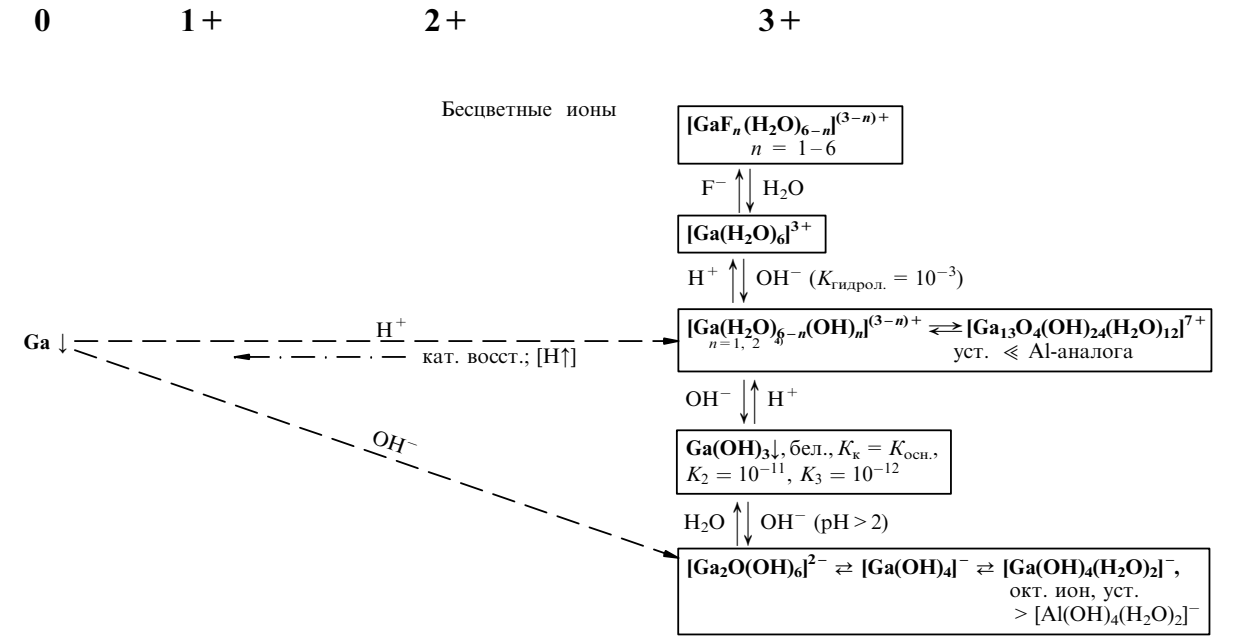 0 1+ 2+ 3+
Бесцветные ионы
[GaFₙ(H₂O)₆₋ₙ]⁽³⁻ⁿ⁾⁺
n = 1–6
F⁻ H₂O
[Ga(H₂O)₆]³⁺
H⁺ OH⁻ (Kгидрол. = 10⁻³)
[Ga(H₂O)₆₋ₙ(OH)ₙ]⁽³⁻ⁿ⁾⁺ ⇌ [Ga₁₃O₄(OH)₂₄(H₂O)₁₂]⁷⁺
n=1, 2
уст. ≪ Al-аналога
Ga ↓
H⁺
кат. восст.; [H↑]
OH⁻ H⁺
OH⁻
Ga(OH)₃↓, бел., Kк = Kосн.,
K₂ = 10⁻¹¹, K₃ = 10⁻¹²
H₂O OH⁻ (pH > 2)
[Ga₂O(OH)₆]²⁻ ⇄ [Ga(OH)₄]⁻ ⇄ [Ga(OH)₄(H₂O)₂]⁻,
окт. ион, уст.
> [Al(OH)₄(H₂O)₂]⁻